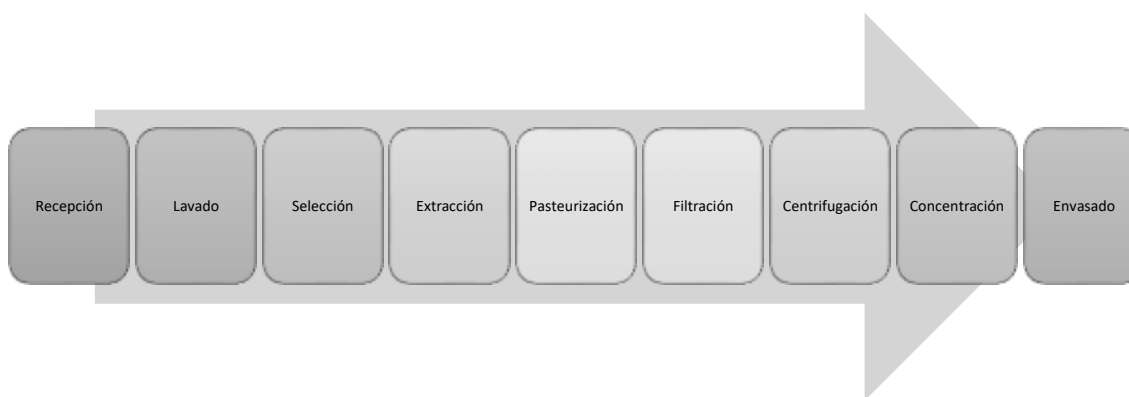 Recepción
Lavado
Selección
Extracción
Pasteurización
Filtración
Centrifugación
Concentración
Envasado